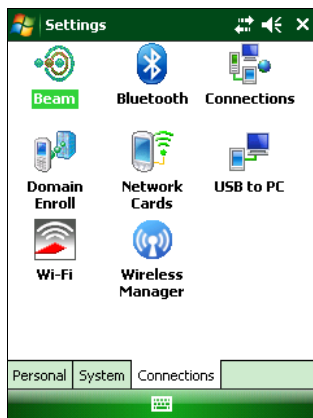 Settings
Beam
Bluetooth
Connections
Domain
Enroll
Network
Cards
USB to PC
Wi-Fi
Wireless
Manager
Personal System Connections